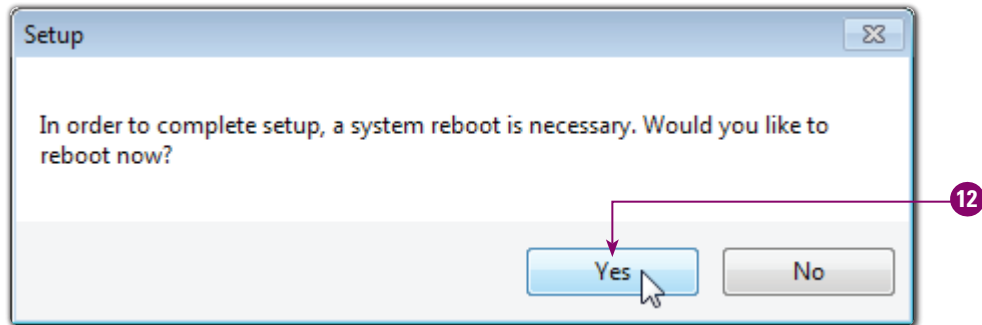 Setup
In order to complete setup, a system reboot is necessary. Would you like to
reboot now?
12
Yes
No